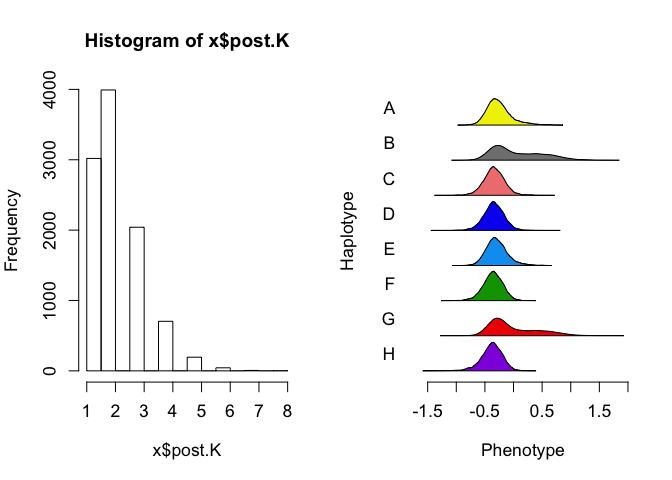 Histogram of x$post.K
Frequency
0
1000
2000
3000
4000
1 2 3 4 5 6 7 8
x$post.K
Haplotype
A
B
C
D
E
F
G
H
-1.5 -0.5 0.5 1.5
Phenotype